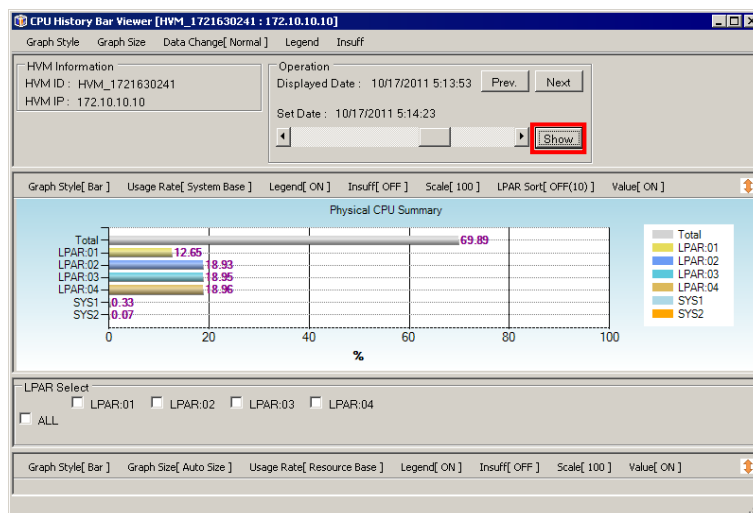 CPU History Bar Viewer [HVM_1721630241 : 172.10.10.10]
Graph Style Graph Size Data Change[ Normal ] Legend Insuff
HVM Information
HVM ID : HVM_1721630241
HVM IP : 172.10.10.10
Operation
Displayed Date : 10/17/2011 5:13:53 Prev. Next
Set Date : 10/17/2011 5:14:23
Show
Graph Style[ Bar ] Usage Rate[ System Base ] Legend[ ON ] Insuff[ OFF ] Scale[ 100 ] LPAR Sort[ OFF(10) ] Value[ ON ]
Physical CPU Summary
Total 69.89
LPAR:01 12.65
LPAR:02 18.93
LPAR:03 18.95
LPAR:04 18.96
SYS1 0.33
SYS2 0.07
0 20 40 60 80 100
%
Total
LPAR:01
LPAR:02
LPAR:03
LPAR:04
SYS1
SYS2
LPAR Select
LPAR:01 LPAR:02 LPAR:03 LPAR:04
ALL
Graph Style[ Bar ] Graph Size[ Auto Size ] Usage Rate[ Resource Base ] Legend[ ON ] Insuff[ OFF ] Scale[ 100 ] Value[ ON ]